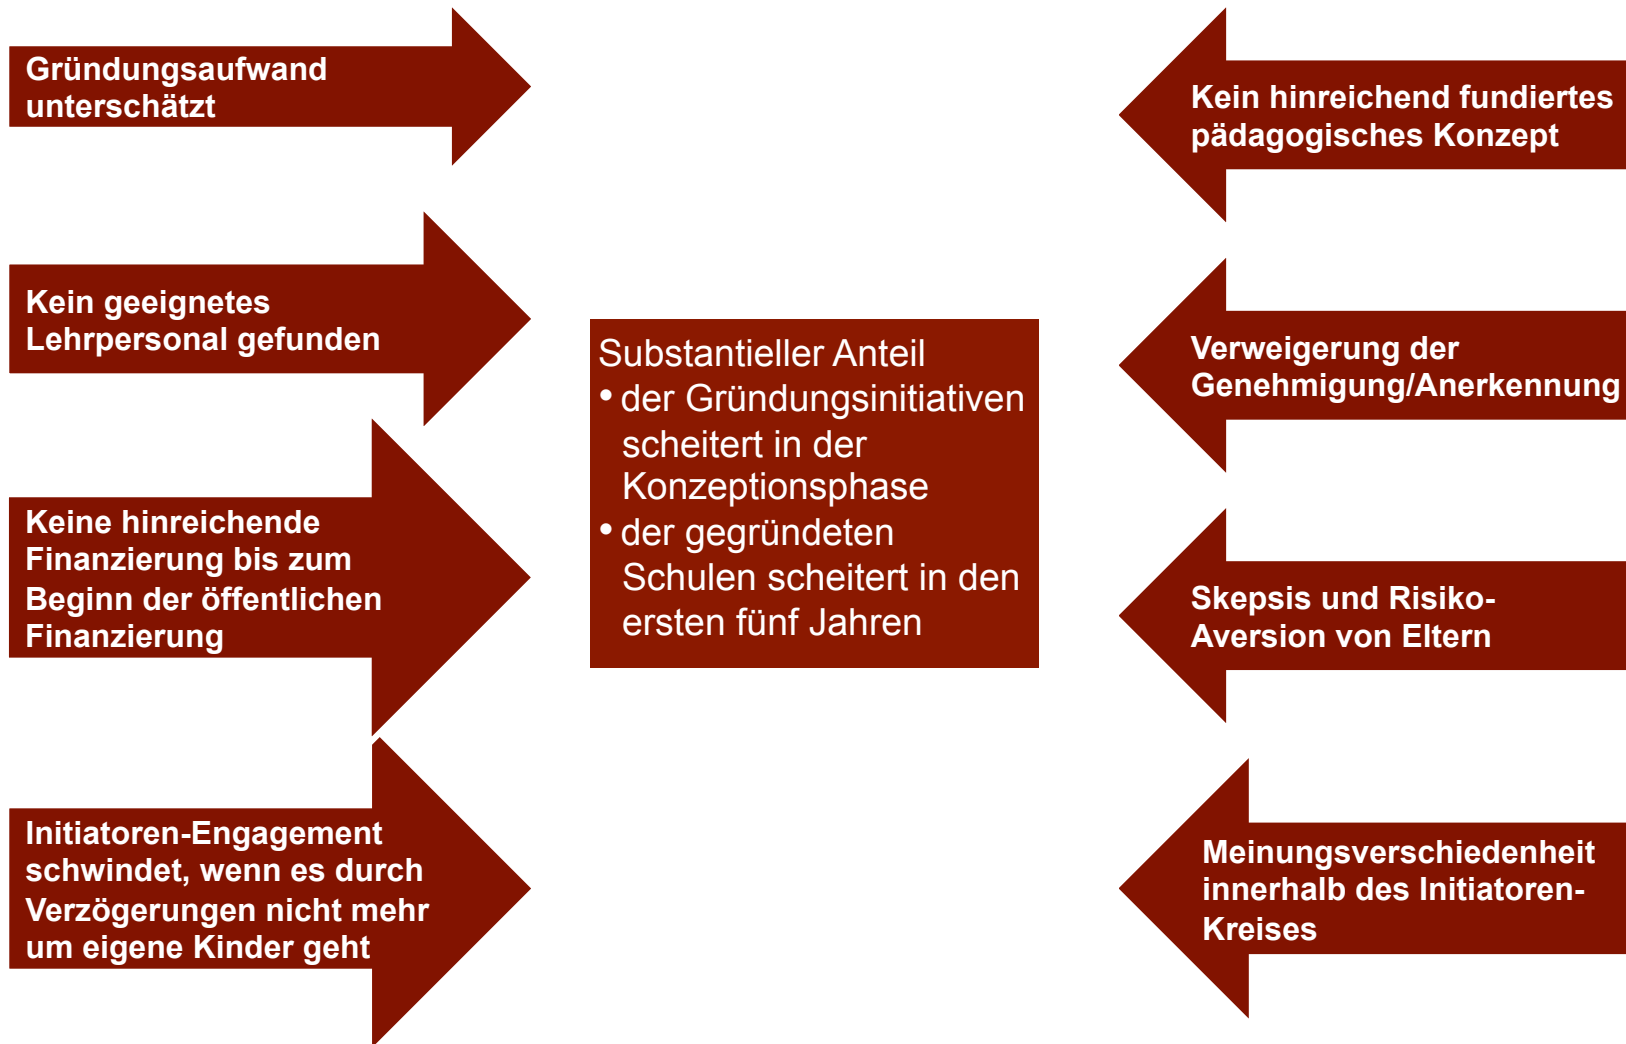 Gründungsaufwand
unterschätzt
Kein geeignetes
Lehrpersonal gefunden
Keine hinreichende
Finanzierung bis zum
Beginn der öffentlichen
Finanzierung
Initiatoren-Engagement
schwindet, wenn es durch
Verzögerungen nicht mehr
um eigene Kinder geht
Substantieller Anteil
• der Gründungsinitiativen
scheitert in der
Konzeptionsphase
• der gegründeten
Schulen scheitert in den
ersten fünf Jahren
Kein hinreichend fundiertes
pädagogisches Konzept
Verweigerung der
Genehmigung/Anerkennung
Skepsis und Risiko-
Aversion von Eltern
Meinungsverschiedenheit
innerhalb des Initiatoren-
Kreises